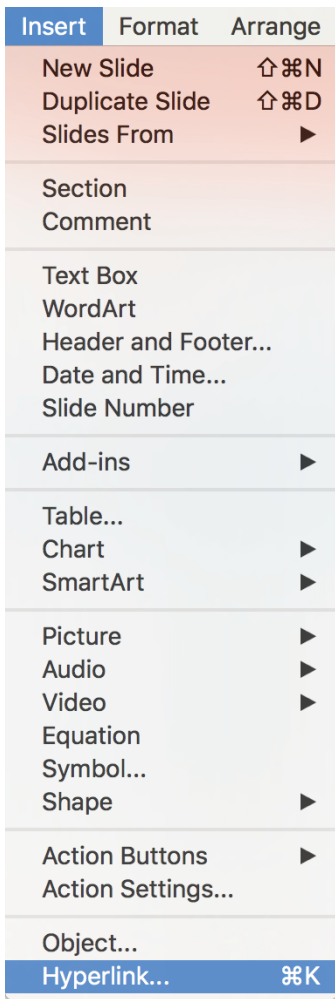 Insert Format Arrange
New Slide ⇧⌘N
Duplicate Slide ⇧⌘D
Slides From ▶
Section
Comment
Text Box
WordArt
Header and Footer...
Date and Time...
Slide Number
Add-ins ▶
Table...
Chart ▶
SmartArt ▶
Picture ▶
Audio ▶
Video ▶
Equation
Symbol...
Shape ▶
Action Buttons ▶
Action Settings...
Object...
Hyperlink... ⌘K